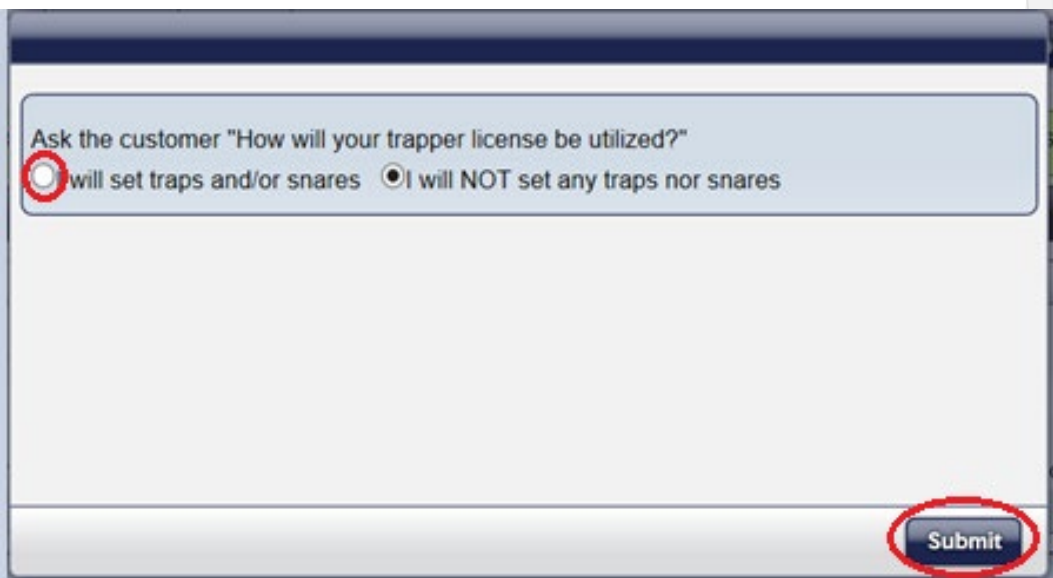 Ask the customer "How will your trapper license be utilized?"
will set traps and/or snares I will NOT set any traps nor snares
Submit